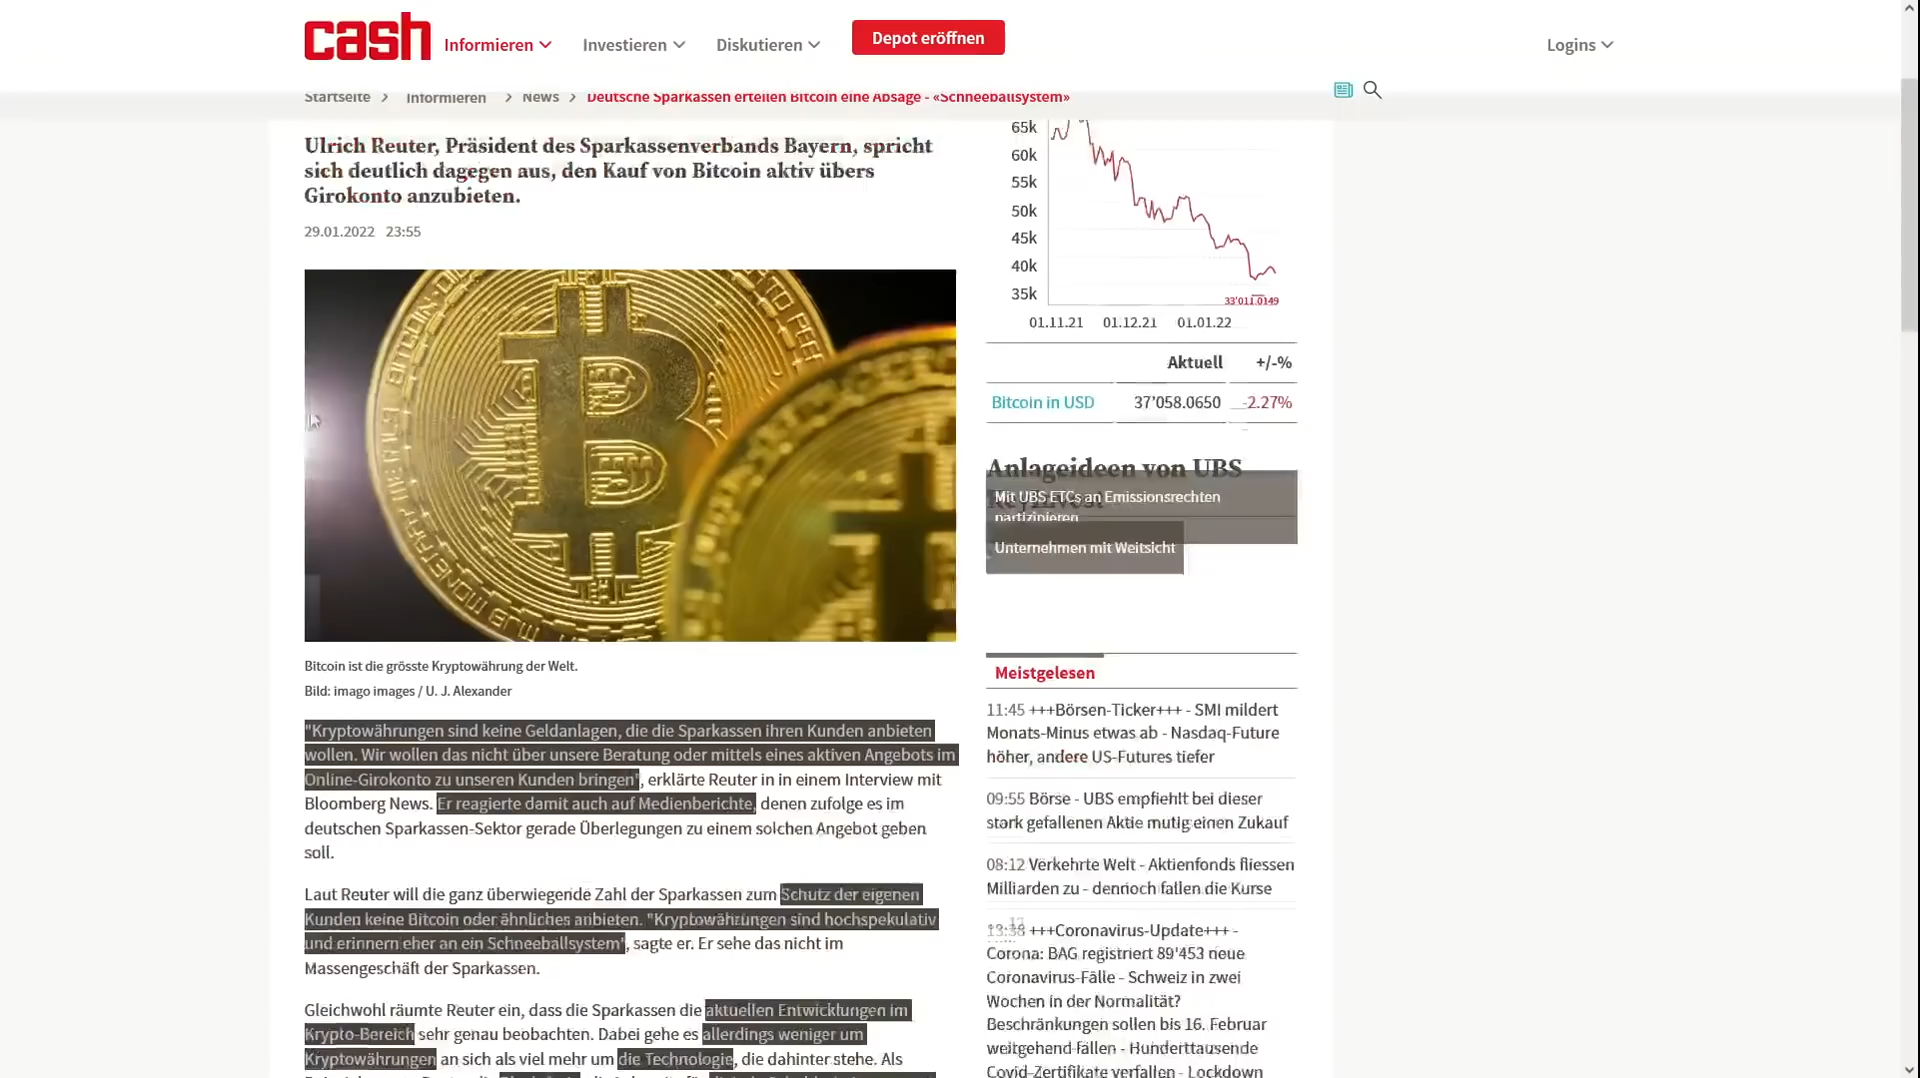 cash
Informieren
Investieren
Diskutieren
Depot eröffnen
Logins
Startseite
Informieren
News
Deutsche Sparkassen erteilen Bitcoin eine Absage - «Schneeballsystem»
Ulrich Reuter, Präsident des Sparkassenverbands Bayern, spricht
sich deutlich dagegen aus, den Kauf von Bitcoin aktiv übers
Girokonto anzubieten.
29.01.2022 23:55
Bitcoin ist die grösste Kryptowährung der Welt.
Bild: imago images / U. J. Alexander
"Kryptowährungen sind keine Geldanlagen, die die Sparkassen ihren Kunden anbieten
wollen. Wir wollen das nicht über unsere Beratung oder mittels eines aktiven Angebots im
Online-Girokonto zu unseren Kunden bringen", erklärte Reuter in in einem Interview mit
Bloomberg News. Er reagierte damit auch auf Medienberichte, denen zufolge es im
deutschen Sparkassen-Sektor gerade Überlegungen zu einem solchen Angebot geben
soll.
Laut Reuter will die ganz überwiegende Zahl der Sparkassen zum Schutz der eigenen
Kunden keine Bitcoin oder ähnliches anbieten. "Kryptowährungen sind hochspekulativ
und erinnern eher an ein Schneeballsystem", sagte er. Er sehe das nicht im
Massengeschäft der Sparkassen.
Gleichwohl räumte Reuter ein, dass die Sparkassen die aktuellen Entwicklungen im
Krypto-Bereich sehr genau beobachten. Dabei gehe es allerdings weniger um
Kryptowährungen an sich als viel mehr um die Technologie, die dahinter stehe. Als
65k
60k
55k
50k
45k
40k
35k
33'011.0149
01.11.21 01.12.21 01.01.22
Aktuell +/-%
Bitcoin in USD 37'058.0650 -2.27%
Anlageideen von UBS
KeyInvest
Mit UBS ETCs an Emissionsrechten
partizipieren
Unternehmen mit Weitsicht
Meistgelesen
11:45 +++Börsen-Ticker+++ - SMI mildert
Monats-Minus etwas ab - Nasdaq-Future
höher, andere US-Futures tiefer
09:55 Börse - UBS empfiehlt bei dieser
stark gefallenen Aktie mutig einen Zukauf
08:12 Verkehrte Welt - Aktienfonds fliessen
Milliarden zu - dennoch fallen die Kurse
+++Coronavirus-Update+++ -
Corona: BAG registriert 89'453 neue
Coronavirus-Fälle - Schweiz in zwei
Wochen in der Normalität?
Beschränkungen sollen bis 16. Februar
weitgehend fallen - Hunderttausende
Covid-Zertifikate verfallen - Lockdown